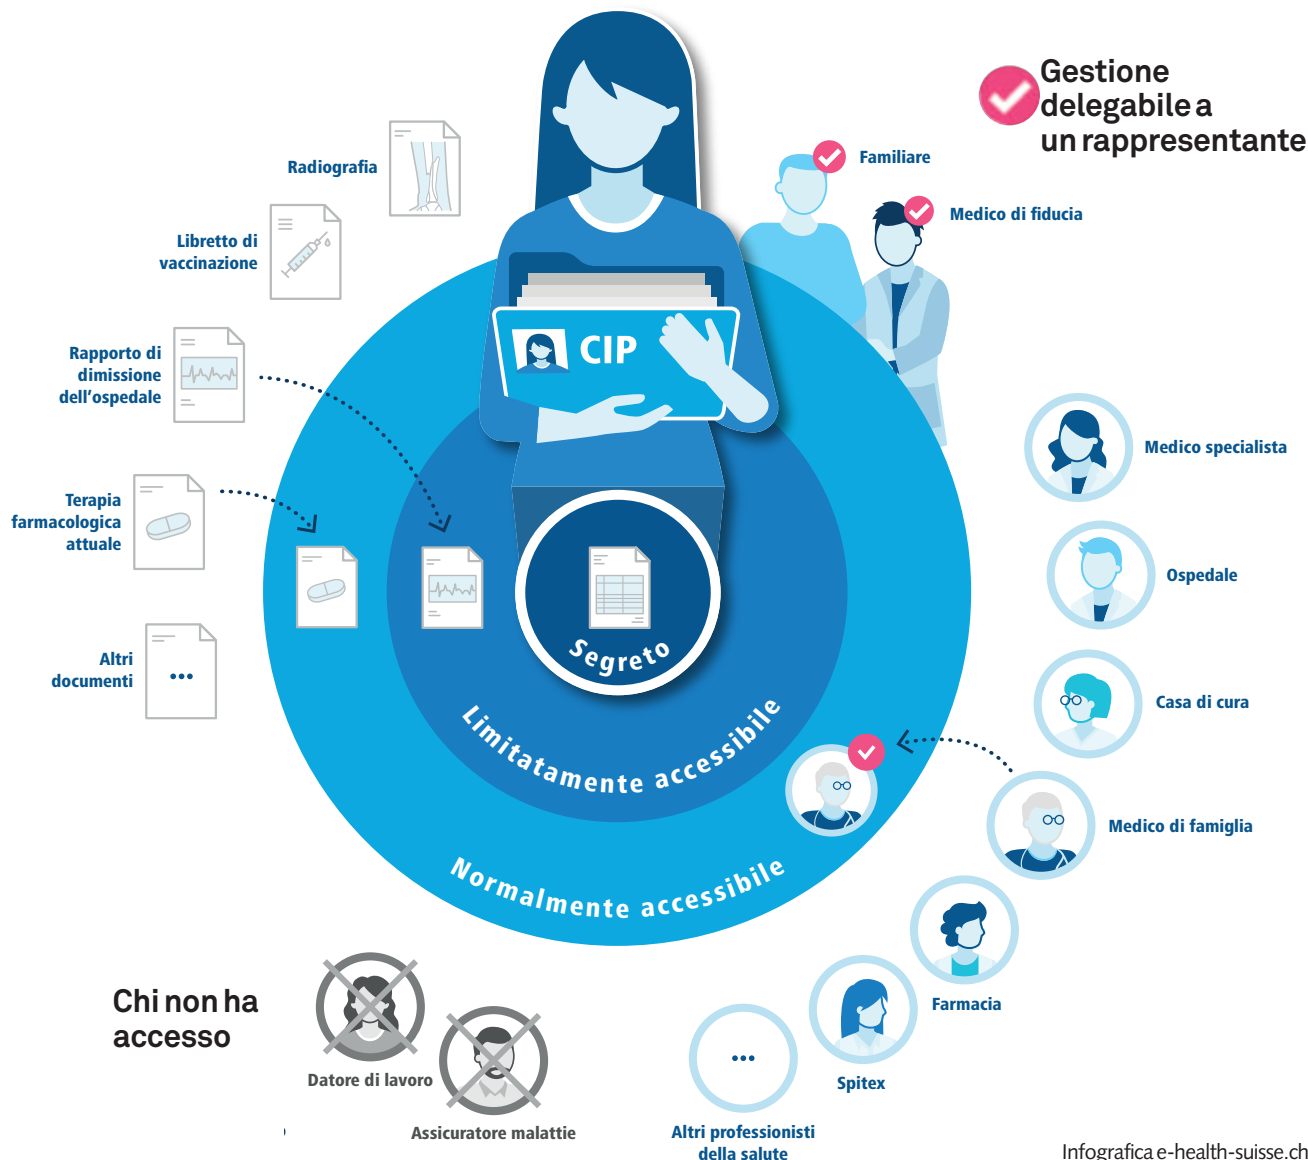 Gestione
delegabile a
un rappresentante
Familiare
Medico di fiducia
Radiografia
Libretto di
vaccinazione
Rapporto di
dimissione
dell'ospedale
Terapia
farmacologica
attuale
Altri
documenti
CIP
Segreto
Limitatamente accessibile
Normalmente accessibile
Medico specialista
Ospedale
Casa di cura
Medico di famiglia
Farmacia
Spitex
Altri professionisti
della salute
Chi non ha
accesso
Datore di lavoro
Assicuratore malattie
Infografica e-health-suisse.ch